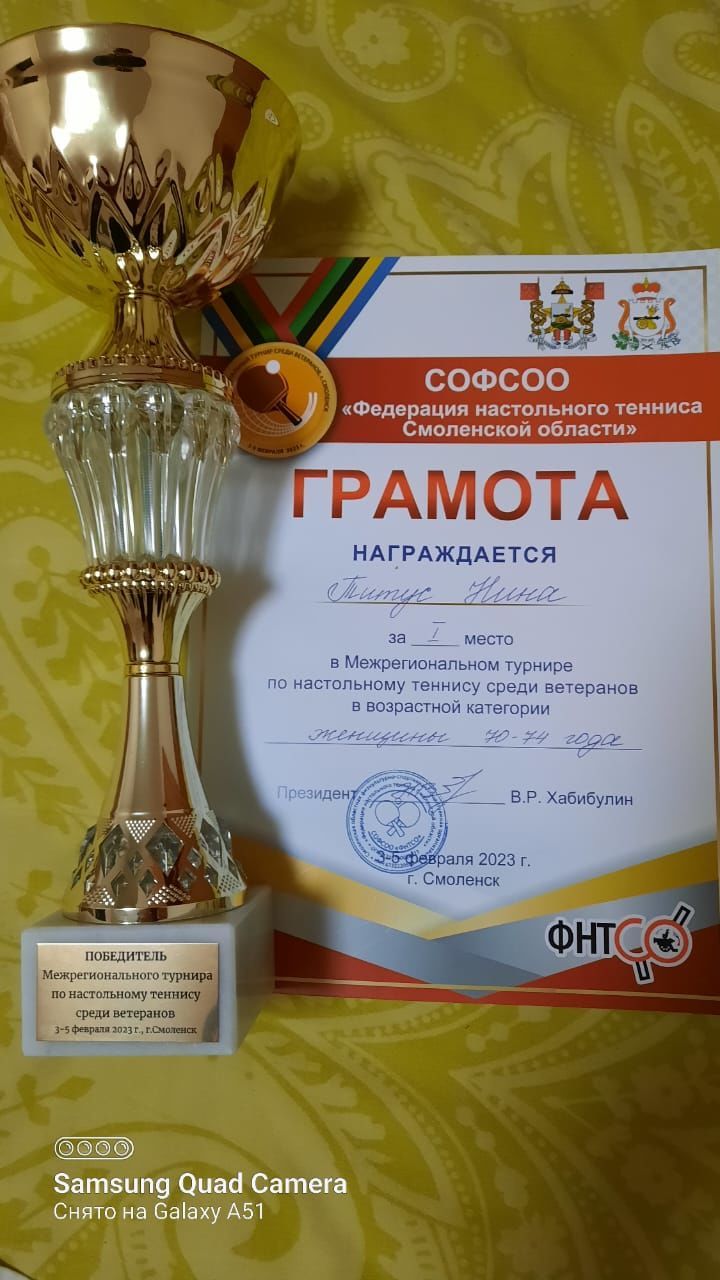 СОФСОО
«Федерация настольного тенниса
Смоленской области»
ГРАМОТА
НАГРАЖДАЕТСЯ
Титус Нина
за I место
в Межрегиональном турнире
по настольному теннису среди ветеранов
в возрастной категории
женщины 70-74 года
Президент В.Р. Хабибулин
3-5 февраля 2023 г.
г. Смоленск
ФНТСО
ПОБЕДИТЕЛЬ
Межрегионального турнира
по настольному теннису
среди ветеранов
3-5 февраля 2023 г., г.Смоленск
Samsung Quad Camera
Снято на Galaxy A51